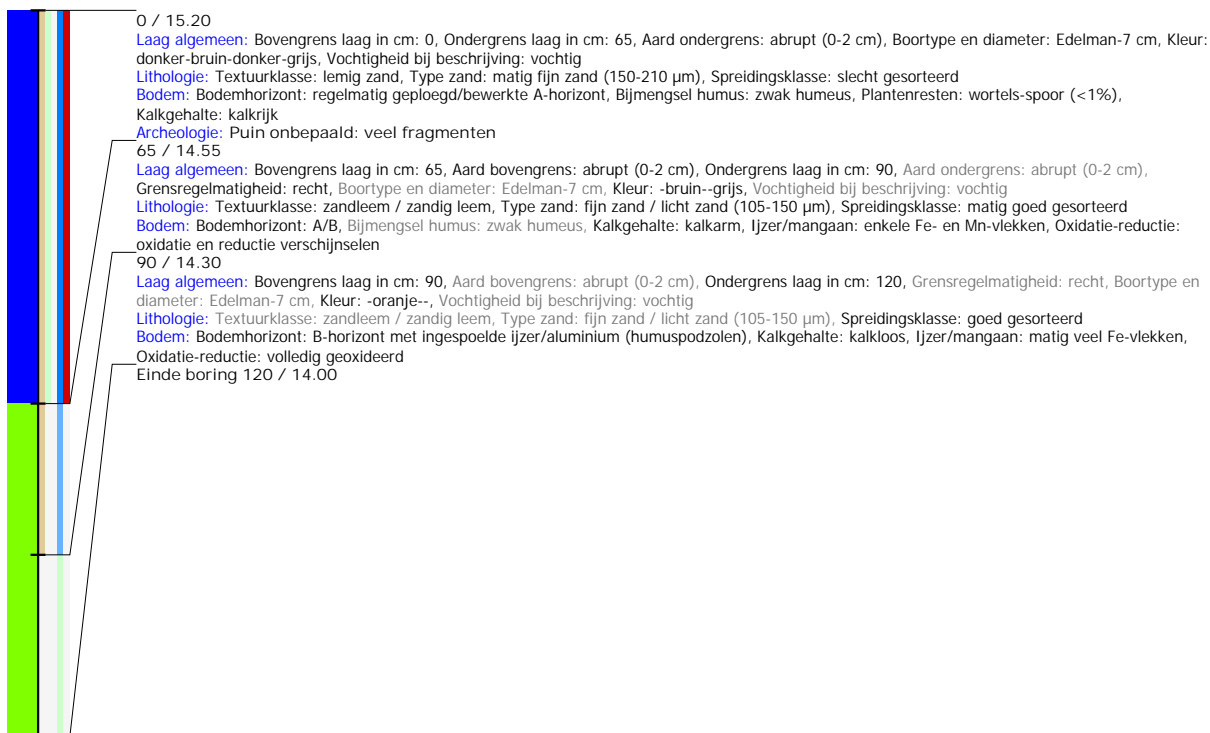 0 / 15.20
Laag algemeen: Bovengrens laag in cm: 0, Ondergrens laag in cm: 65, Aard ondergrens: abrupt (0-2 cm), Boortype en diameter: Edelman-7 cm, Kleur:
donker-bruin-donker-grijs, Vochtigheid bij beschrijving: vochtig
Lithologie: Textuurklasse: lemig zand, Type zand: matig fijn zand (150-210 µm), Spreidingsklasse: slecht gesorteerd
Bodem: Bodemhorizont: regelmatig geploegd/bewerkte A-horizont, Bijmengsel humus: zwak humeus, Plantenresten: wortels-spoor (<1%),
Kalkgehalte: kalkrijk
Archeologie: Puin onbepaald: veel fragmenten
65 / 14.55
Laag algemeen: Bovengrens laag in cm: 65, Aard bovengrens: abrupt (0-2 cm), Ondergrens laag in cm: 90, Aard ondergrens: abrupt (0-2 cm),
Grensregelmatigheid: recht, Boortype en diameter: Edelman-7 cm, Kleur: -bruin--grijs, Vochtigheid bij beschrijving: vochtig
Lithologie: Textuurklasse: zandleem / zandig leem, Type zand: fijn zand / licht zand (105-150 µm), Spreidingsklasse: matig goed gesorteerd
Bodem: Bodemhorizont: A/B, Bijmengsel humus: zwak humeus, Kalkgehalte: kalkarm, Ijzer/mangaan: enkele Fe- en Mn-vlekken, Oxidatie-reductie:
oxidatie en reductie verschijnselen
90 / 14.30
Laag algemeen: Bovengrens laag in cm: 90, Aard bovengrens: abrupt (0-2 cm), Ondergrens laag in cm: 120, Grensregelmatigheid: recht, Boortype en
diameter: Edelman-7 cm, Kleur: -oranje--, Vochtigheid bij beschrijving: vochtig
Lithologie: Textuurklasse: zandleem / zandig leem, Type zand: fijn zand / licht zand (105-150 µm), Spreidingsklasse: goed gesorteerd
Bodem: Bodemhorizont: B-horizont met ingespoelde ijzer/aluminium (humuspodzolen), Kalkgehalte: kalkloos, Ijzer/mangaan: matig veel Fe-vlekken,
Oxidatie-reductie: volledig geoxideerd
Einde boring 120 / 14.00